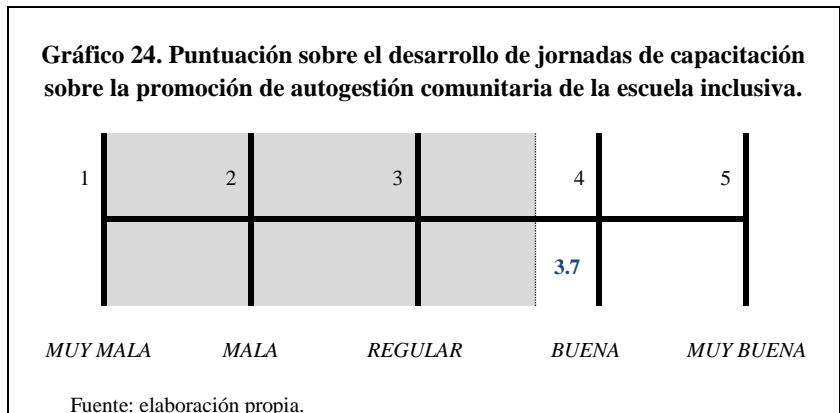 Gráfico 24. Puntuación sobre el desarrollo de jornadas de capacitación
sobre la promoción de autogestión comunitaria de la escuela inclusiva.
1 2 3 4 5
3.7
MUY MALA MALA REGULAR BUENA MUY BUENA
Fuente: elaboración propia.